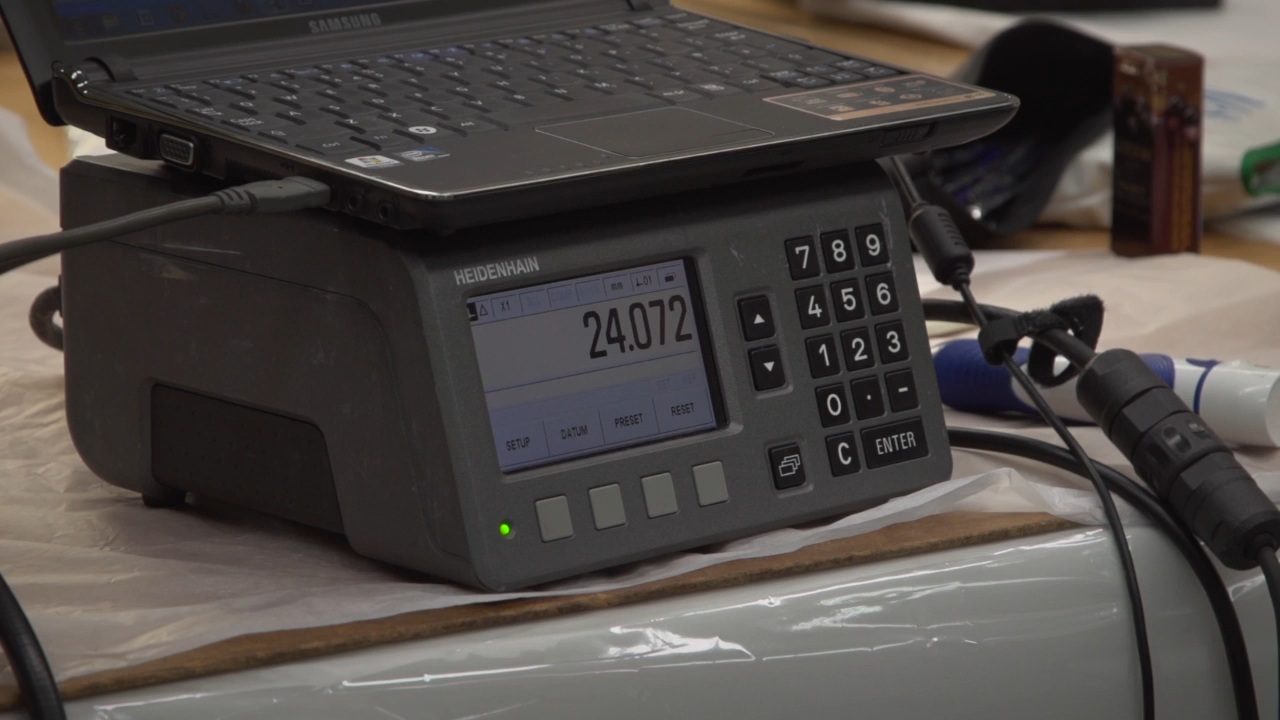 SAMSUNG
HEIDENHAIN
X1 mm
24.072
SETUP DATUM PRESET RESET
7 8 9
4 5 6
1 2 3
0 . -
C ENTER